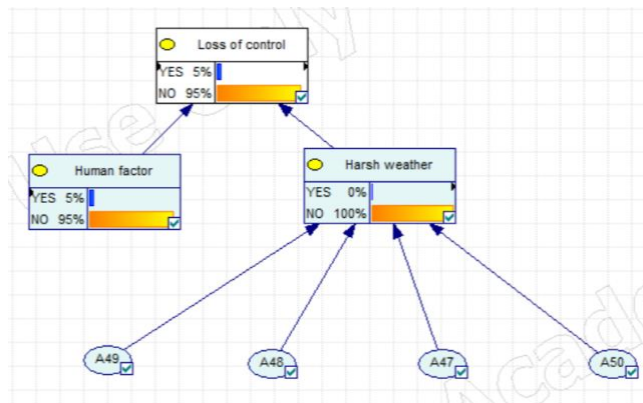 Loss of control
YES 5%
NO 95%
Human factor
YES 5%
NO 95%
Harsh weather
YES 0%
NO 100%
A49
A48
A47
A50